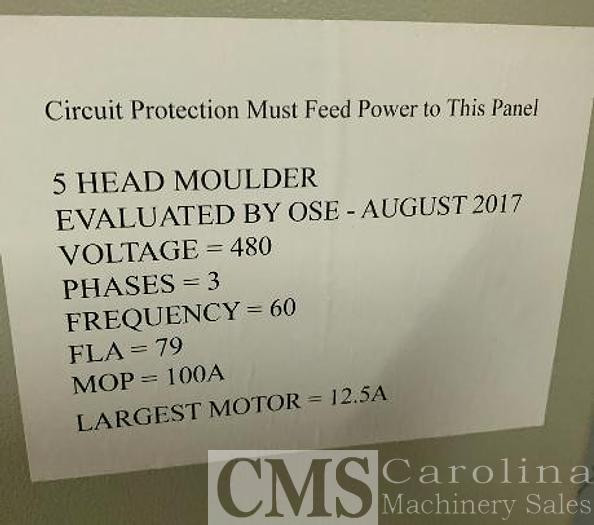 Circuit Protection Must Feed Power to This Panel
5 HEAD MOULDER
EVALUATED BY OSE - AUGUST 2017
VOLTAGE = 480
PHASES = 3
FREQUENCY = 60
FLA = 79
MOP = 100A
LARGEST MOTOR = 12.5A
CMS Carolina
Machinery Sales